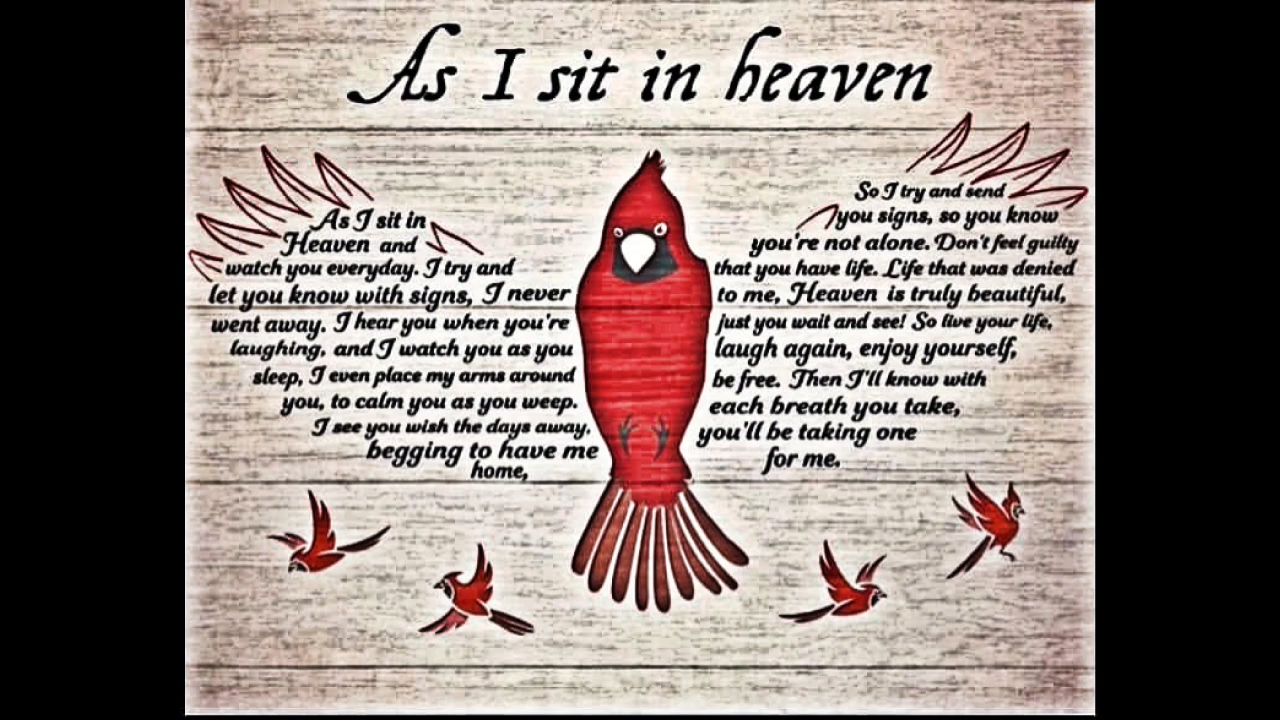 As I sit in heaven
As I sit in
Heaven and
watch you everyday. I try and
let you know with signs, I never
went away. I hear you when you're
laughing, and I watch you as you
sleep, I even place my arms around
you, to calm you as you weep.
I see you wish the days away,
begging to have me
home,
So I try and send
you signs, so you know
you're not alone. Don't feel guilty
that you have life. Life that was denied
to me, Heaven is truly beautiful,
just you wait and see! So live your life,
laugh again, enjoy yourself,
be free. Then I'll know with
each breath you take,
you'll be taking one
for me.